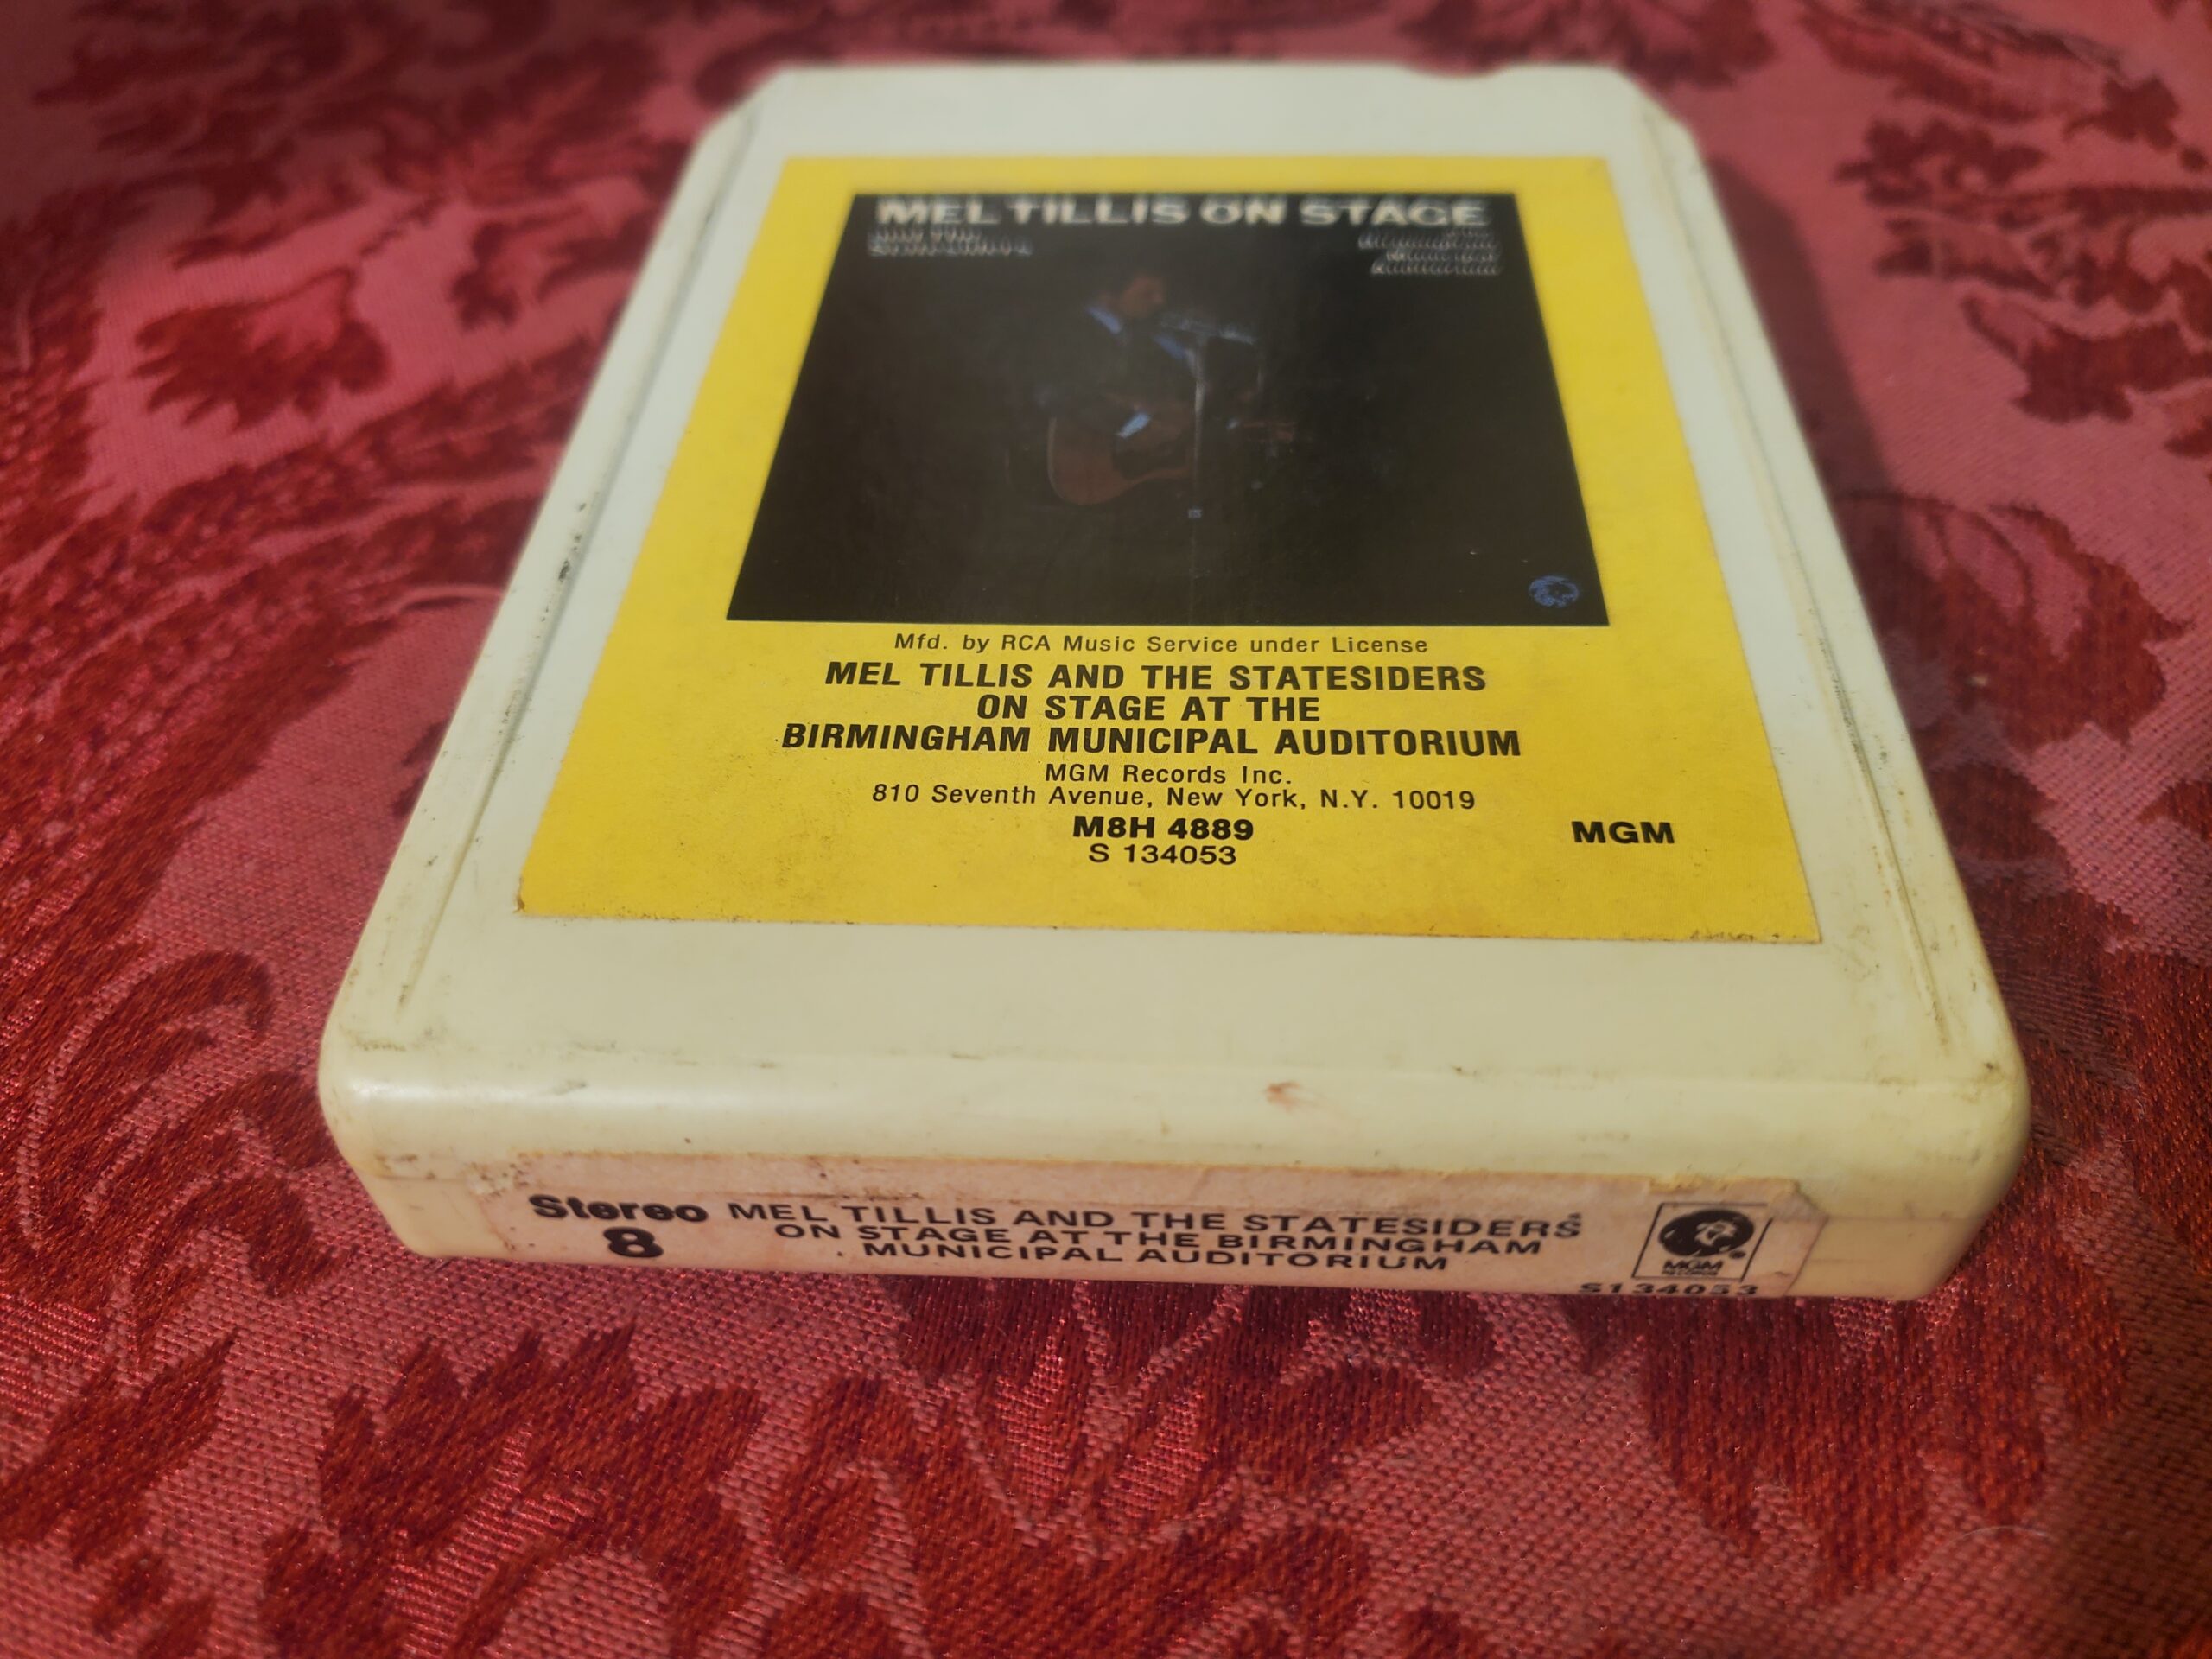 MEL TILLIS ON STAGE
Mfd. by RCA Music Service under License
MEL TILLIS AND THE STATESIDERS
ON STAGE AT THE
BIRMINGHAM MUNICIPAL AUDITORIUM
MGM Records Inc.
810 Seventh Avenue, New York, N.Y. 10019
M8H 4889
S 134053
MGM
Stereo
8
MEL TILLIS AND THE STATESIDERS
ON STAGE AT THE BIRMINGHAM
MUNICIPAL AUDITORIUM
MGM
RECORDS
S134053